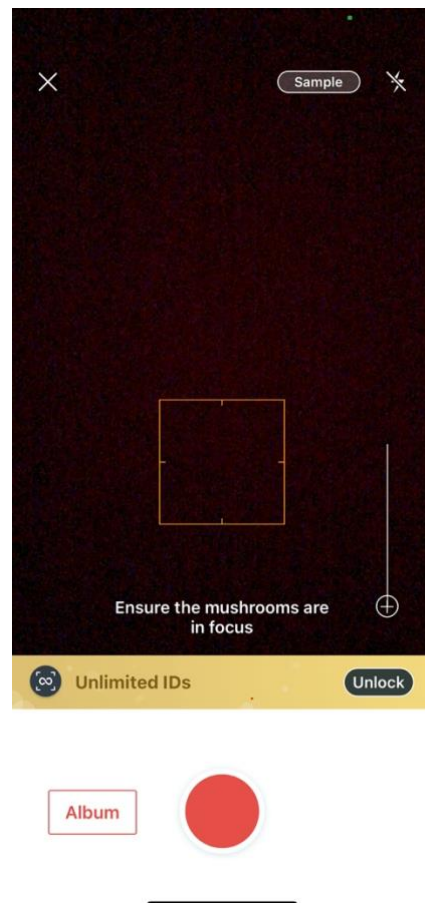 Sample
Ensure the mushrooms are
in focus
Unlimited IDs
Unlock
Album